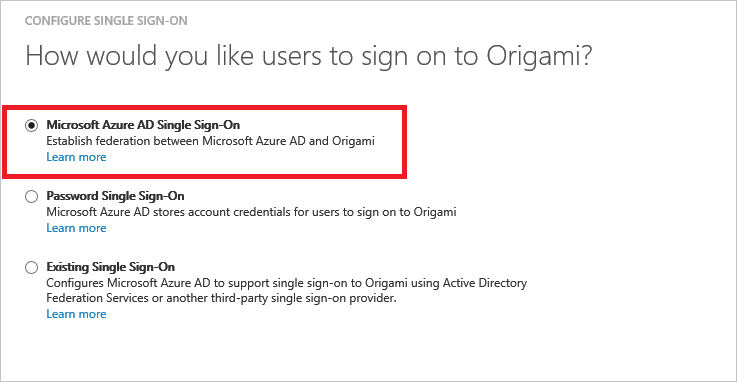 CONFIGURE SINGLE SIGN-ON
How would you like users to sign on to Origami?
Microsoft Azure AD Single Sign-On
Establish federation between Microsoft Azure AD and Origami
Learn more
Password Single Sign-On
Microsoft Azure AD stores account credentials for users to sign on to Origami
Learn more
Existing Single Sign-On
Configures Microsoft Azure AD to support single sign-on to Origami using Active Directory
Federation Services or another third-party single sign-on provider.
Learn more